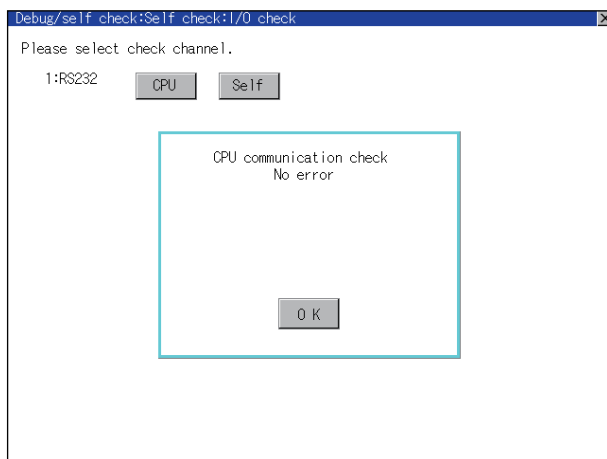 Debug/self check:Self check:I/O check
Please select check channel.
1:RS232 CPU Self
CPU communication check
No error
O K